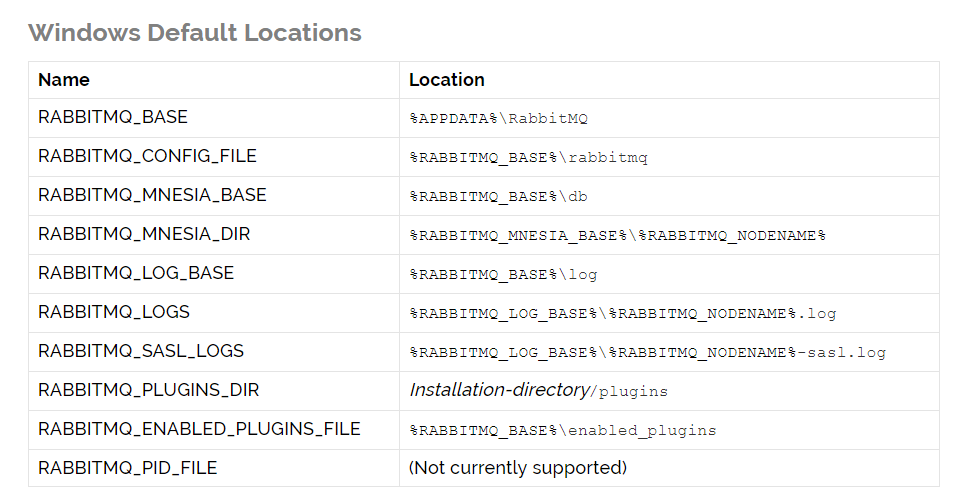 Windows Default Locations
Name Location
RABBITMQ_BASE %APPDATA%\RabbitMQ
RABBITMQ_CONFIG_FILE %RABBITMQ_BASE%\rabbitmq
RABBITMQ_MNESIA_BASE %RABBITMQ_BASE%\db
RABBITMQ_MNESIA_DIR %RABBITMQ_MNESIA_BASE%\%RABBITMQ_NODENAME%
RABBITMQ_LOG_BASE %RABBITMQ_BASE%\log
RABBITMQ_LOGS %RABBITMQ_LOG_BASE%\%RABBITMQ_NODENAME%.log
RABBITMQ_SASL_LOGS %RABBITMQ_LOG_BASE%\%RABBITMQ_NODENAME%-sasl.log
RABBITMQ_PLUGINS_DIR Installation-directory/plugins
RABBITMQ_ENABLED_PLUGINS_FILE %RABBITMQ_BASE%\enabled_plugins
RABBITMQ_PID_FILE (Not currently supported)